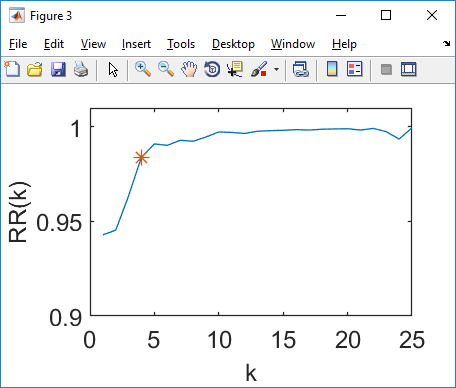 Figure 3
File Edit View Insert Tools Desktop Window Help
1
0.95
0.9
RR(k)
0 5 10 15 20 25
k